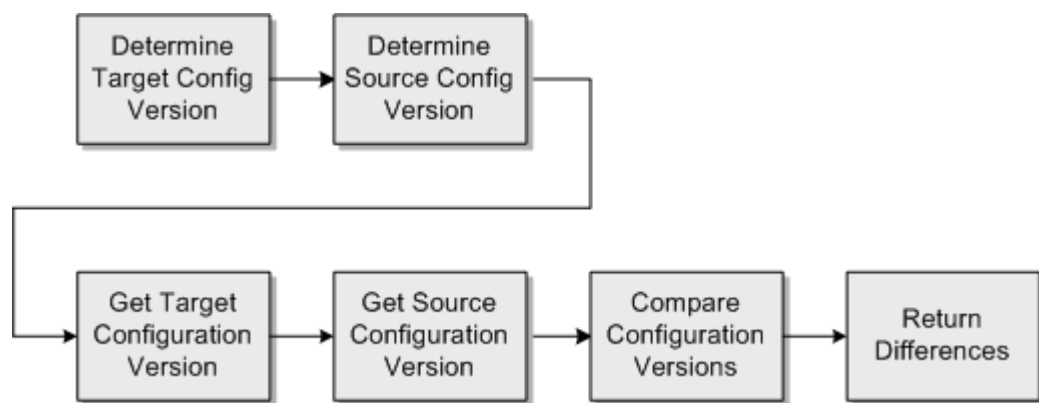 Determine
Target Config
Version
Determine
Source Config
Version
Get Target
Configuration
Version
Get Source
Configuration
Version
Compare
Configuration
Versions
Return
Differences